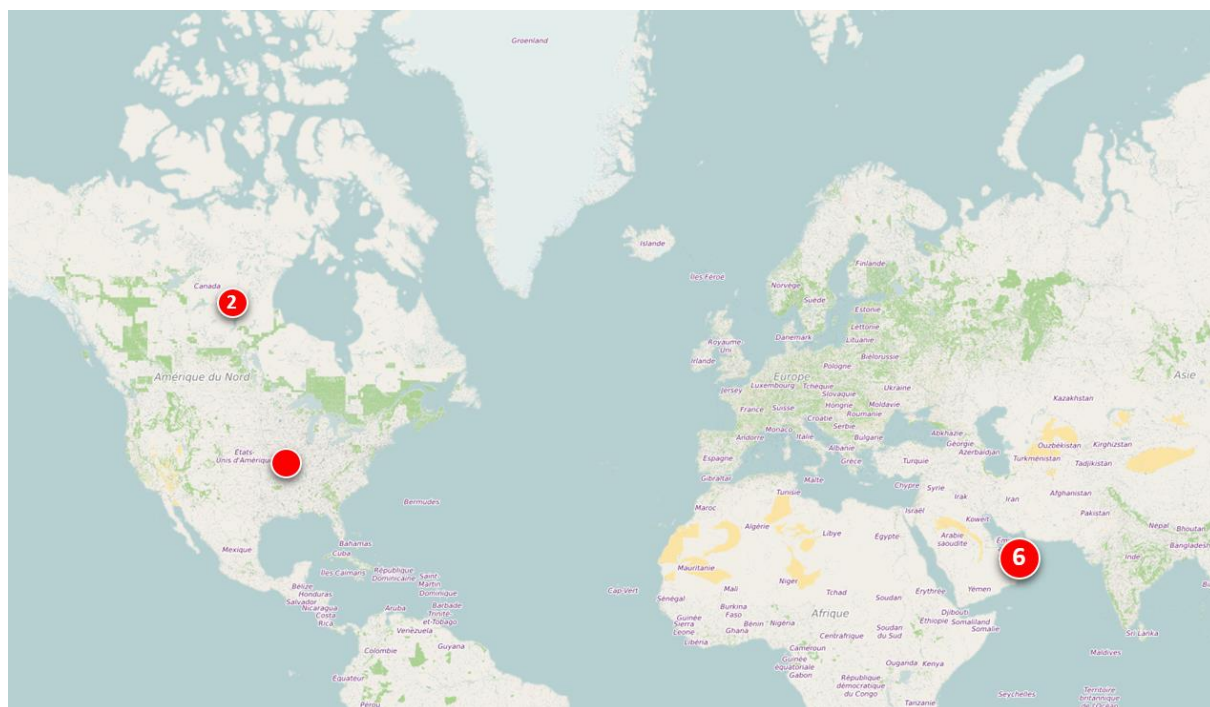 Groenland
Islande
Finlande
Îles Féroé
Canada
2
Norvège
Suède
Estonie
Lettonie
Danemark
Lituanie
Royaume-
Uni
Irlande
Biélorussie
Pologne
Amérique du Nord
Europe
Asie
Jersey
Luxembourg
Tchéquie
Ukraine
Slovaquie
Kazakhstan
France
Suisse
Hongrie
Moldavie
Roumanie
Croatie
Serbie
Monaco
Italie
Bulgarie
Andorre
Abkhazie
Géorgie
Azerbaïdjan
Ouzbékistan
Kirghizstan
Albanie
Grèce
Espagne
Turquie
Turkménistan
Tadjikistan
États
Unis d'Amérique
Gibraltar
Malte
Chypre
Syrie
Tunisie
Irak
Iran
Afghanistan
Bermudes
Maroc
Israël
Pakistan
Koweït
Algérie
Libye
Égypte
Arabie
saoudite
Népal
Bhoutan
Bangladesh
Inde
6
Mexique
Bahamas
Cuba
Îles Caïmans
République
Dominicaine
Saint
Martin
Dominique
Mauritanie
Cap-Vert
Mali
Niger
Tchad
Soudan
Érythrée
Yémen
Belize
Honduras
Salvador
Nicaragua
Costa
Rica
Aruba
Barbade
Trinité
et-Tobago
Sénégal
Burkina
Faso
Guinée
Sierra
Leone
Libéria
Ghana
Bénin
Nigéria
Afrique
Djibouti
Éthiopie
Somaliland
Somalie
Soudan
du Sud
Centrafrique
Venezuela
Guyana
Colombie
Cameroun
Guinée
équatoriale
Gabon
Ouganda
Kenya
Sri Lanka
Maldives
Équateur
République
démocratique
du Congo
Seychelles
Territoire
britannique
de l'Océan
Pérou
Tanzanie